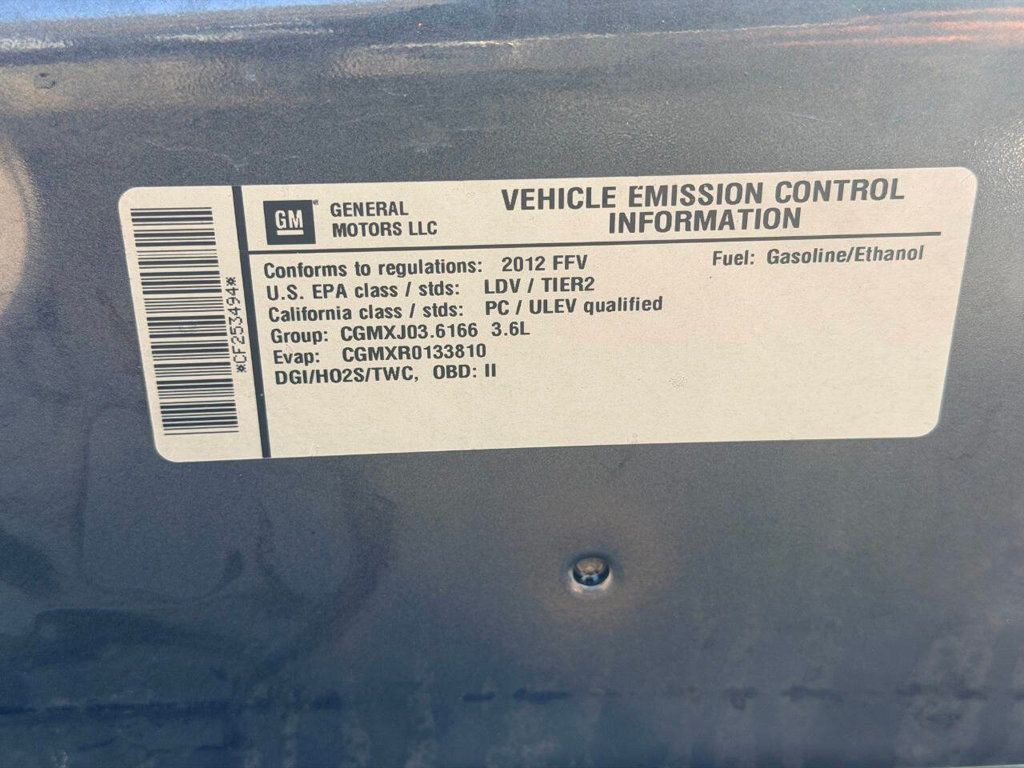 *CF253494*
GM
GENERAL
MOTORS LLC
VEHICLE EMISSION CONTROL
INFORMATION
Conforms to regulations: 2012 FFV
Fuel: Gasoline/Ethanol
U.S. EPA class / stds: LDV / TIER2
California class / stds: PC / ULEV qualified
Group: CGMXJ03.6166 3.6L
Evap: CGMXR0133810
DGI/HO2S/TWC, OBD: II